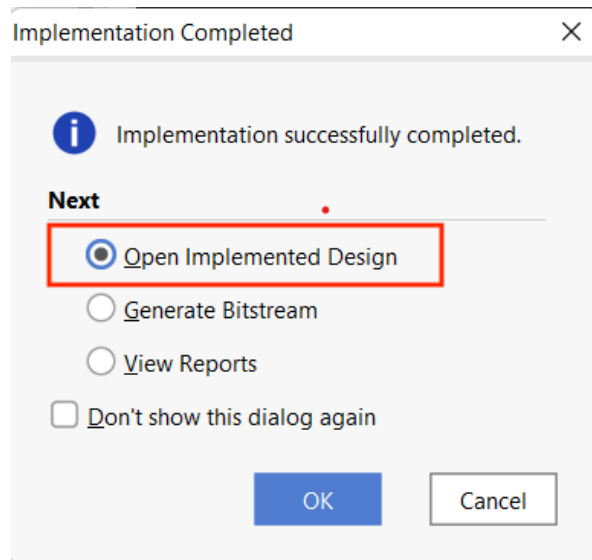 Implementation Completed
Implementation successfully completed.
Next
Open Implemented Design
Generate Bitstream
View Reports
Don't show this dialog again
OK
Cancel